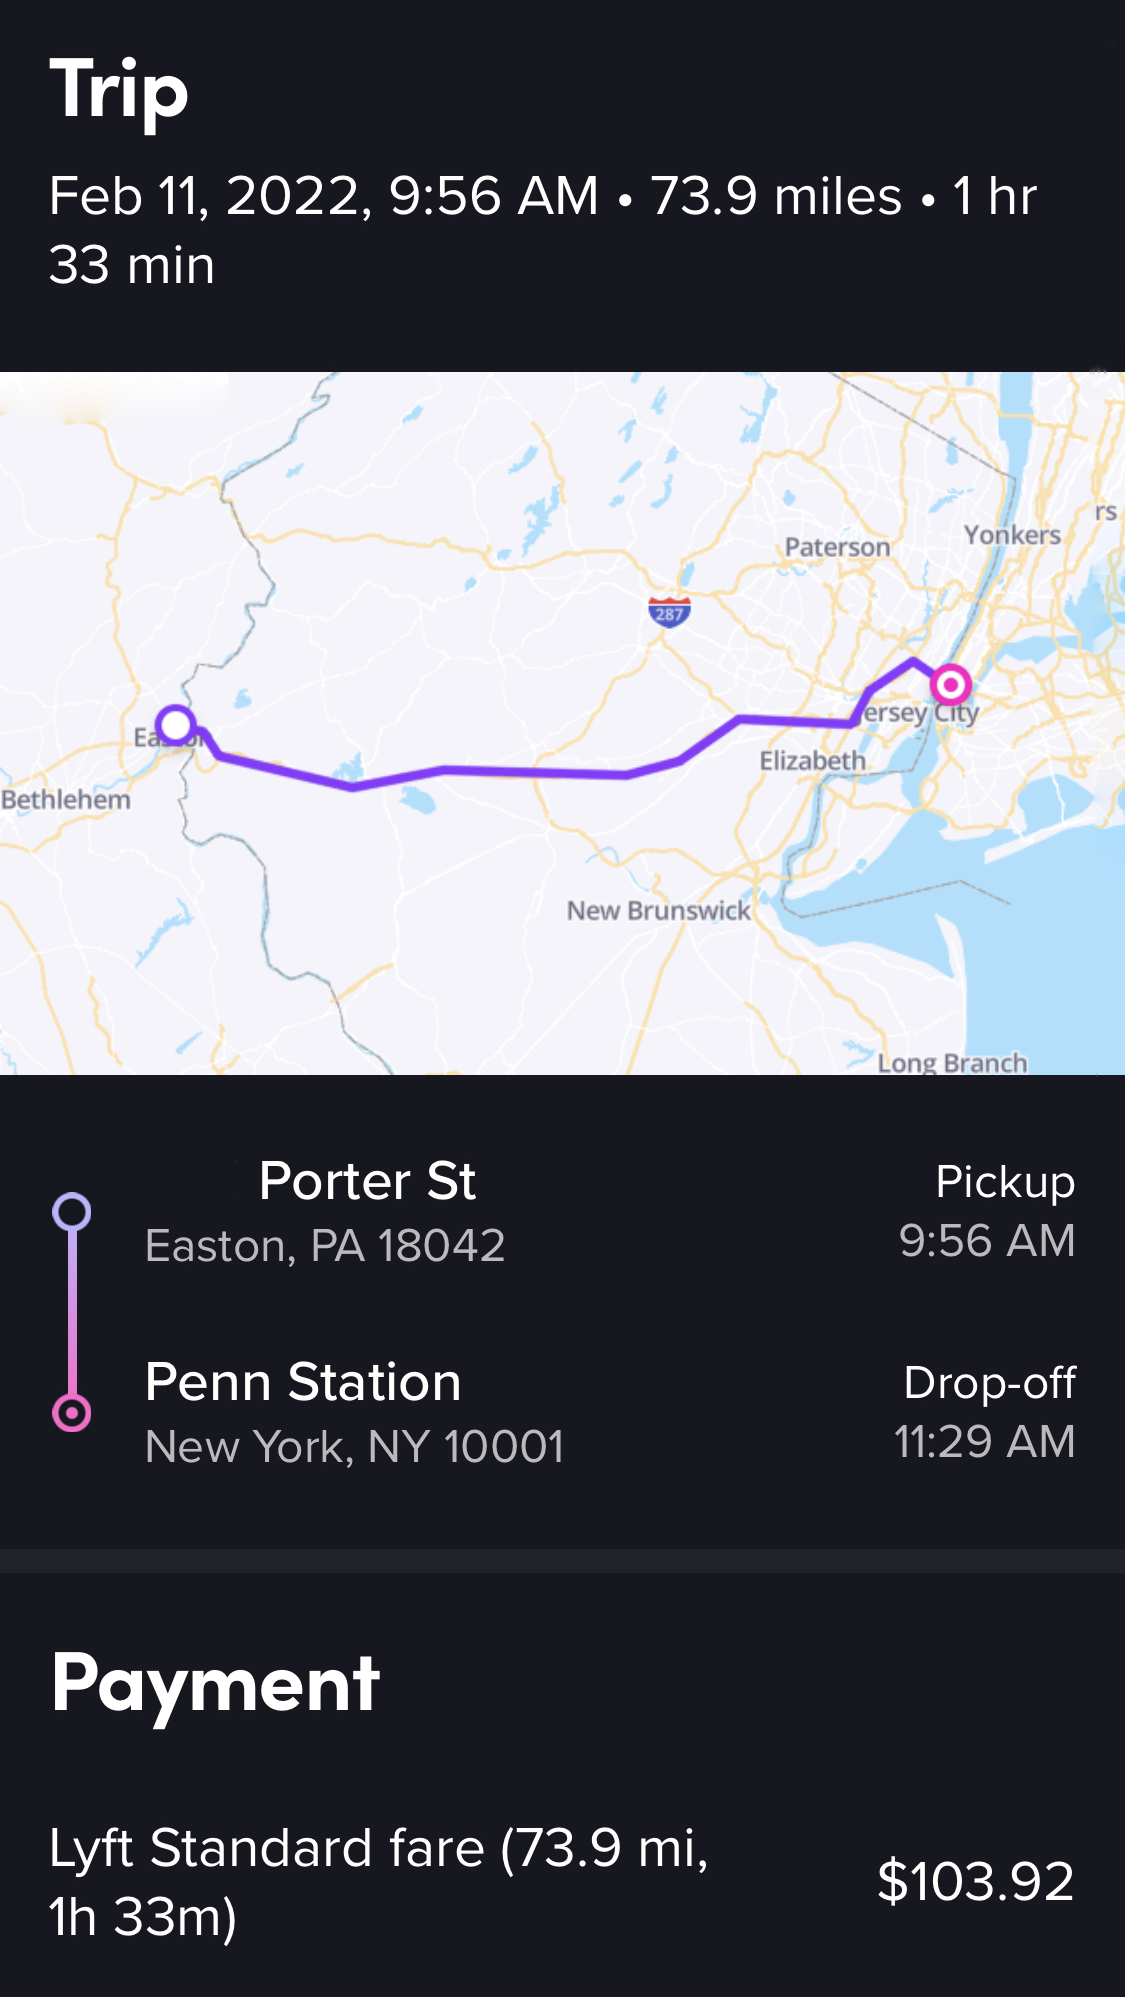 Trip
Feb 11, 2022, 9:56 AM • 73.9 miles • 1 hr
33 min
rs
Yonkers
Paterson
287
ersey City
Elizabeth
Bethlehem
New Brunswick
Long Branch
Porter St
Pickup
Easton, PA 18042
9:56 AM
Penn Station
Drop-off
New York, NY 10001
11:29 AM
Payment
Lyft Standard fare (73.9 mi,
1h 33m)
$103.92